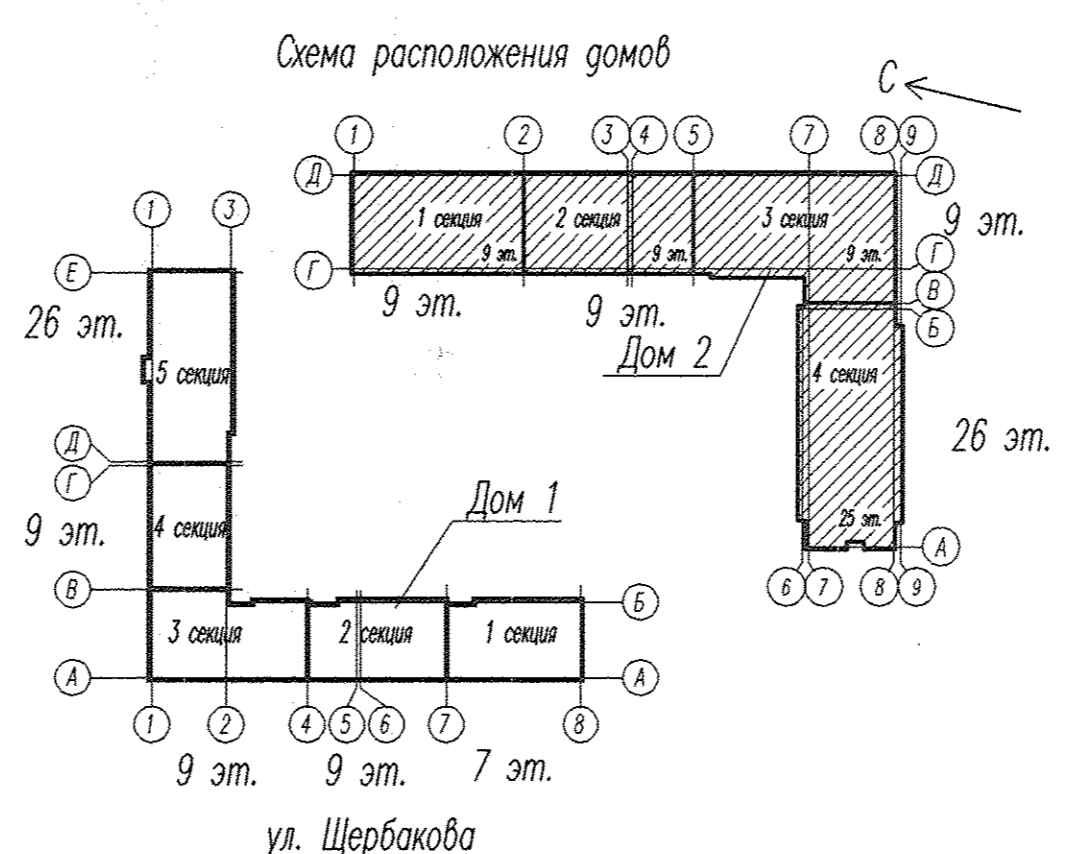 Схема расположения домов
С
1 2 3 4 5 7 8 9
Д Д
1 секция 2 секция 3 секция
9 эт. 9 эт. 9 эт.
9 эт.
Г Г
9 эт. 9 эт.
В
Б
Дом 2
4 секция
26 эт.
25 эт.
А
6 7 8 9
1 3
Е
26 эт.
5 секция
Д
Г
4 секция
9 эт.
Дом 1
В
Б
3 секция 2 секция 1 секция
А А
1 2 4 5 6 7 8
9 эт. 9 эт. 7 эт.
ул. Щербакова